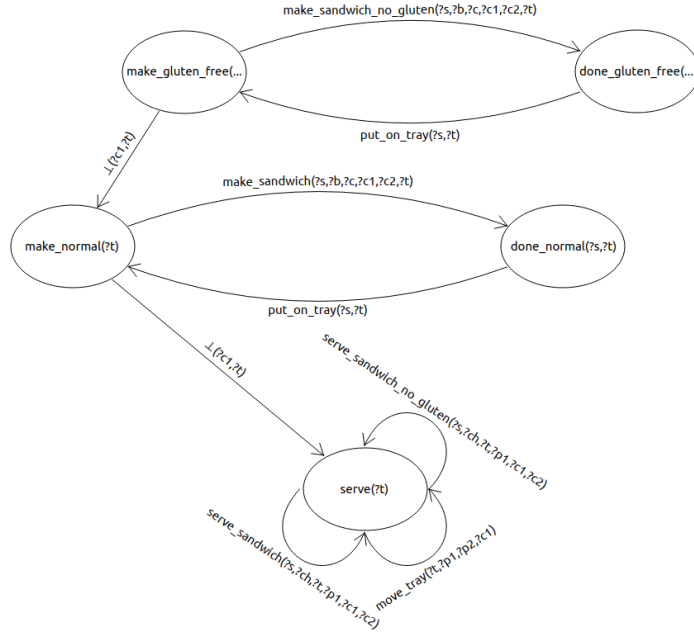 make_sandwich_no_gluten(?s,?b,?c,?c1,?c2,?t)
make_gluten_free(...
done_gluten_free(...
put_on_tray(?s,?t)
⊥(?c1,?t)
make_sandwich(?s,?b,?c,?c1,?c2,?t)
make_normal(?t)
done_normal(?s,?t)
put_on_tray(?s,?t)
⊥(?c1,?t)
serve_sandwich_no_gluten(?s,?ch,?t,?p1,?c1,?c2)
serve(?t)
serve_sandwich(?s,?ch,?t,?p1,?c1,?c2)
move_tray(?t,?p1,?p2,?c1)